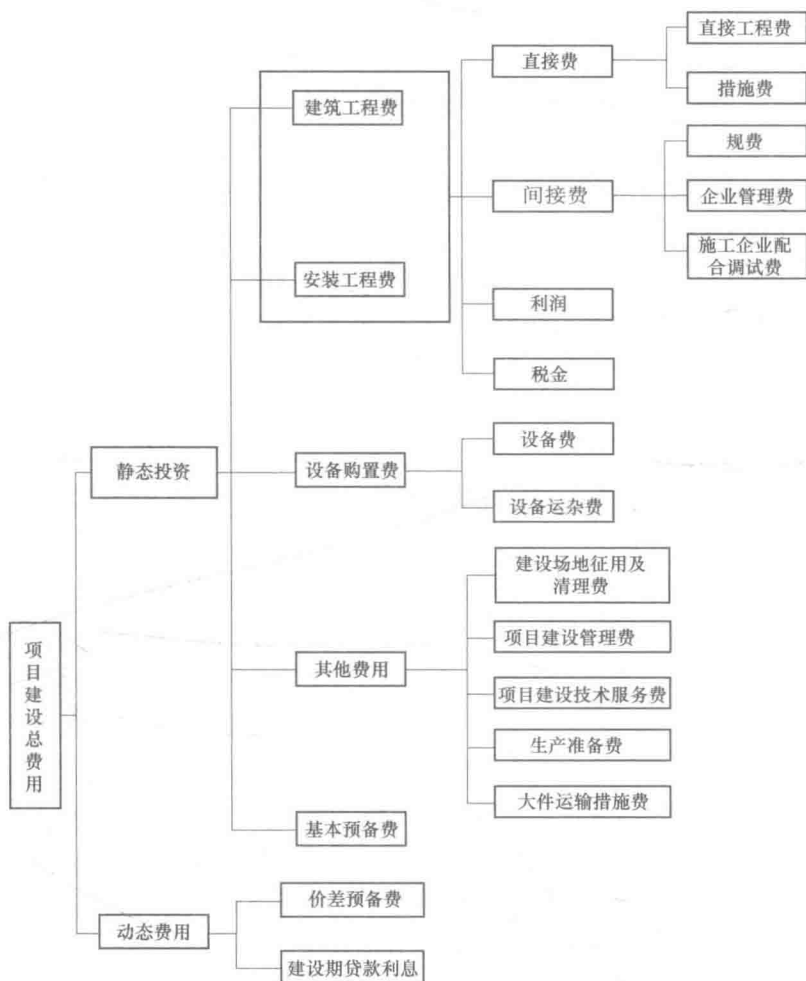 直接工程费
直接费
措施费
建筑工程费
规费
间接费
企业管理费
施工企业配
合调试费
安装工程费
利润
税金
设备费
静态投资
设备购置费
设备运杂费
建设场地征用及
清理费
项目建设管理费
其他费用
项目建设技术服务费
生产准备费
大件运输措施费
项
目
建
设
总
费
用
基本预备费
价差预备费
动态费用
建设期贷款利息